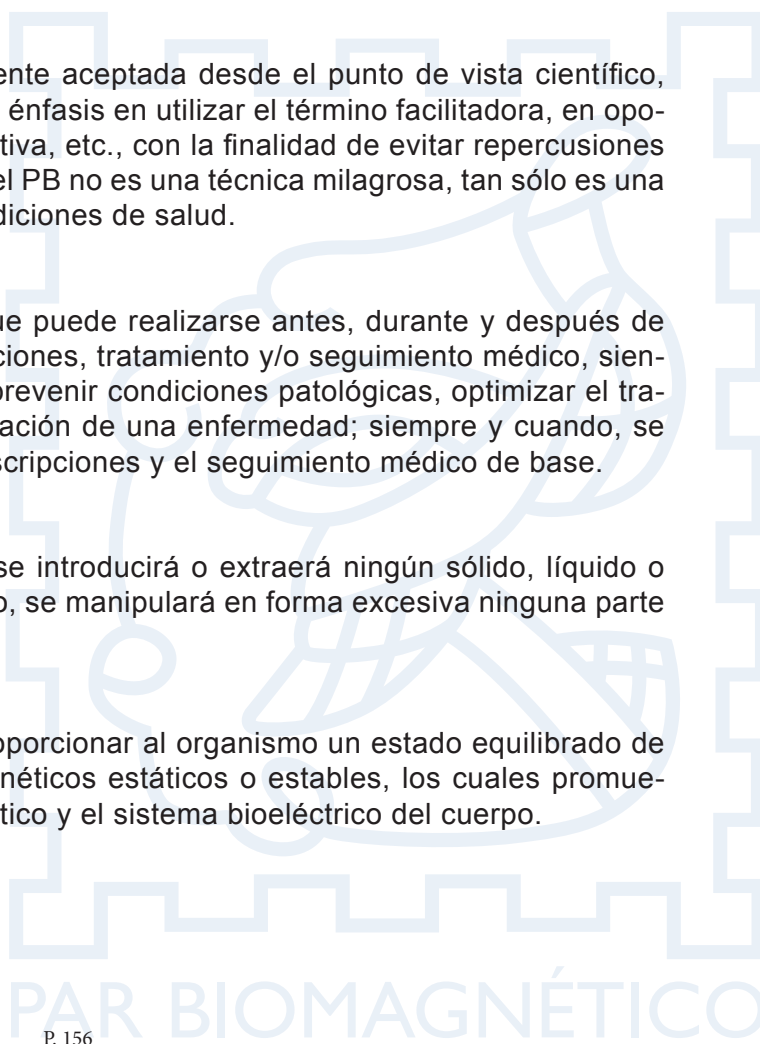 ente aceptada desde el punto de vista científico,
énfasis en utilizar el término facilitadora, en opo-
tiva, etc., con la finalidad de evitar repercusiones
el PB no es una técnica milagrosa, tan sólo es una
diciones de salud.
ue puede realizarse antes, durante y después de
ciones, tratamiento y/o seguimiento médico, sien-
prevenir condiciones patológicas, optimizar el tra-
ación de una enfermedad; siempre y cuando, se
scripciones y el seguimiento médico de base.
se introducirá o extraerá ningún sólido, líquido o
o, se manipulará en forma excesiva ninguna parte
oporcionar al organismo un estado equilibrado de
néticos estáticos o estables, los cuales promue-
tico y el sistema bioeléctrico del cuerpo.
PAR BIOMAGNÉTICO
P. 156